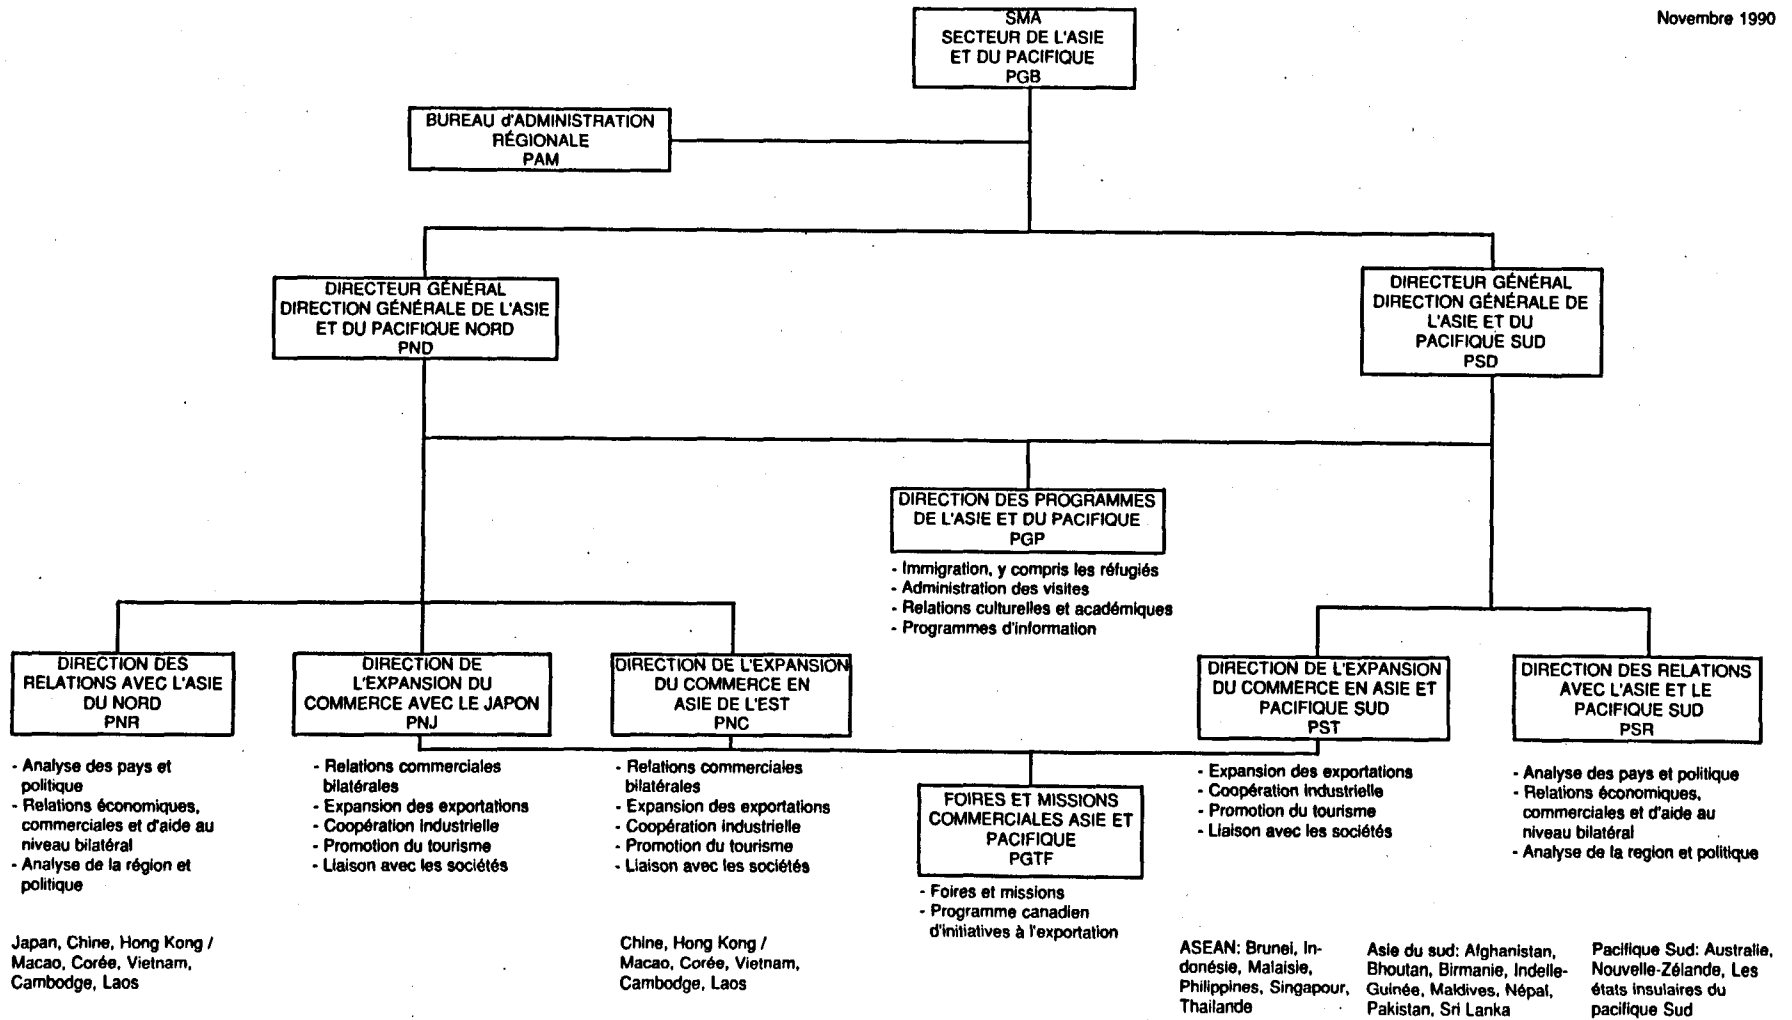 Novembre 1990
SMA
SECTEUR DE L'ASIE
ET DU PACIFIQUE
PGB
BUREAU d'ADMINISTRATION
RÉGIONALE
PAM
DIRECTEUR GÉNÉRAL
DIRECTION GÉNÉRALE DE L'ASIE
ET DU PACIFIQUE NORD
PND
DIRECTEUR GÉNÉRAL
DIRECTION GÉNÉRALE DE
L'ASIE ET DU
PACIFIQUE SUD
PSD
DIRECTION DES PROGRAMMES
DE L'ASIE ET DU PACIFIQUE
PGP
- Immigration, y compris les réfugiés
- Administration des visites
- Relations culturelles et académiques
- Programmes d'information
DIRECTION DES
RELATIONS AVEC L'ASIE
DU NORD
PNR
- Analyse des pays et
politique
- Relations économiques,
commerciales et d'aide au
niveau bilatéral
- Analyse de la région et
politique
Japan, Chine, Hong Kong /
Macao, Corée, Vietnam,
Cambodge, Laos
DIRECTION DE
L'EXPANSION DU
COMMERCE AVEC LE JAPON
PNJ
- Relations commerciales
bilatérales
- Expansion des exportations
- Coopération industrielle
- Promotion du tourisme
- Liaison avec les sociétés
DIRECTION DE L'EXPANSION
DU COMMERCE EN
ASIE DE L'EST
PNC
- Relations commerciales
bilatérales
- Expansion des exportations
- Coopération industrielle
- Promotion du tourisme
- Liaison avec les sociétés
Chine, Hong Kong /
Macao, Corée, Vietnam,
Cambodge, Laos
FOIRES ET MISSIONS
COMMERCIALES ASIE ET
PACIFIQUE
PGTF
- Foires et missions
- Programme canadien
d'initiatives à l'exportation
DIRECTION DE L'EXPANSION
DU COMMERCE EN ASIE ET
PACIFIQUE SUD
PST
- Expansion des exportations
- Coopération industrielle
- Promotion du tourisme
- Liaison avec les sociétés
DIRECTION DES RELATIONS
AVEC L'ASIE ET LE
PACIFIQUE SUD
PSR
- Analyse des pays et politique
- Relations économiques,
commerciales et d'aide au
niveau bilatéral
- Analyse de la region et politique
ASEAN: Brunei, In-
donésie, Malaisie,
Philippines, Singapour,
Thailande
Asie du sud: Afghanistan,
Bhoutan, Birmanie, Indelle-
Guinée, Maldives, Népal,
Pakistan, Sri Lanka
Pacifique Sud: Australie,
Nouvelle-Zélande, Les
états insulaires du
pacifique Sud